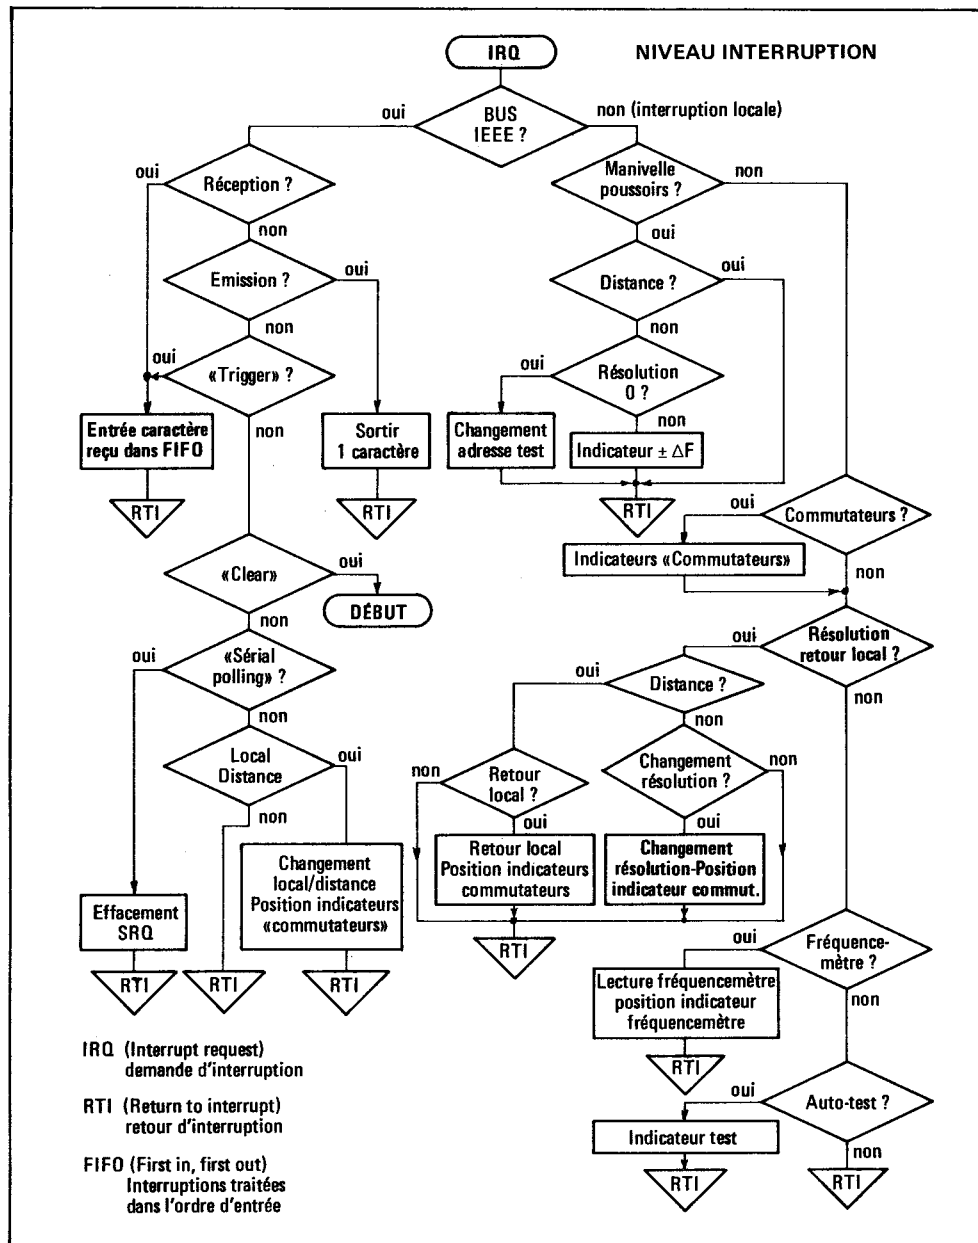 IRQ
NIVEAU INTERRUPTION
oui
BUS
IEEE ?
non (interruption locale)
oui
Réception ?
non
Manivelle
poussoirs ?
non
oui
Emission ?
oui
non
Distance ?
oui
non
oui
«Trigger» ?
non
oui
Résolution
0 ?
non
Entrée caractère
reçu dans FIFO
Sortir
1 caractère
Changement
adresse test
Indicateur ± ΔF
RTI
RTI
RTI
oui
Commutateurs ?
non
Indicateurs «Commutateurs»
«Clear»
oui
non
DÉBUT
oui
Résolution
retour local ?
non
oui
«Sérial
polling» ?
non
oui
Distance ?
non
Local
Distance
oui
non
non
Retour
local ?
oui
Changement
résolution ?
non
oui
Retour local
Position indicateurs
commutateurs
Changement
résolution-Position
indicateur commut.
Changement
local/distance
Position indicateurs
«commutateurs»
Effacement
SRQ
RTI
RTI
RTI
RTI
oui
Fréquence-
mètre ?
non
Lecture fréquencemètre
position indicateur
fréquencemètre
RTI
oui
Auto-test ?
non
Indicateur test
RTI
RTI
IRQ (Interrupt request)
demande d'interruption
RTI (Return to interrupt)
retour d'interruption
FIFO (First in, first out)
Interruptions traitées
dans l'ordre d'entrée